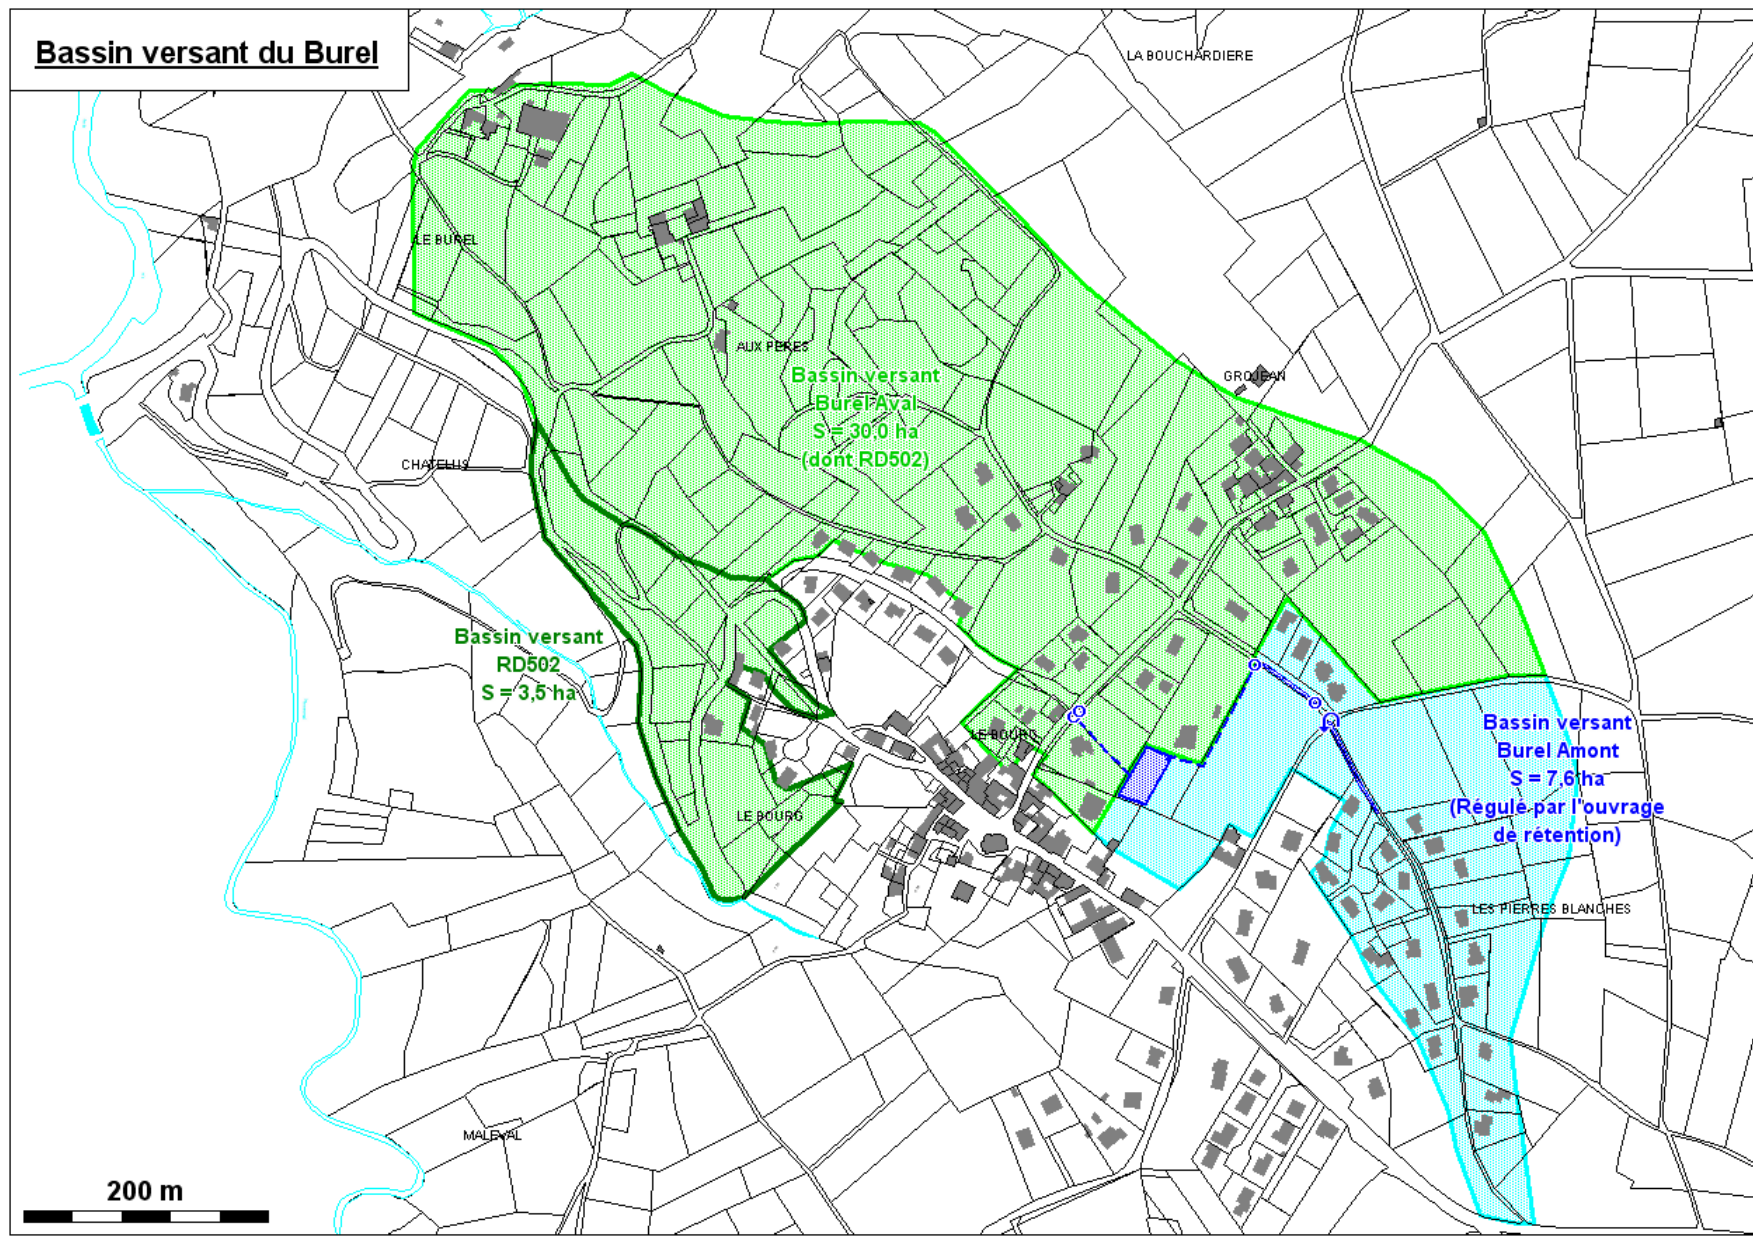 Bassin versant du Burel
LA BOUCHARDIERE
LE BUREL
AUX PERES
GROJEAN
Bassin versant
Burel Aval
S = 30,0 ha
(dont RD502)
CHATELUS
Bassin versant
RD502
S = 3,5 ha
LE BOURG
Bassin versant
Burel Amont
S = 7,6 ha
(Régulé par l'ouvrage
de rétention)
LE BOURG
LES PIERRES BLANCHES
MALEVAL
200 m